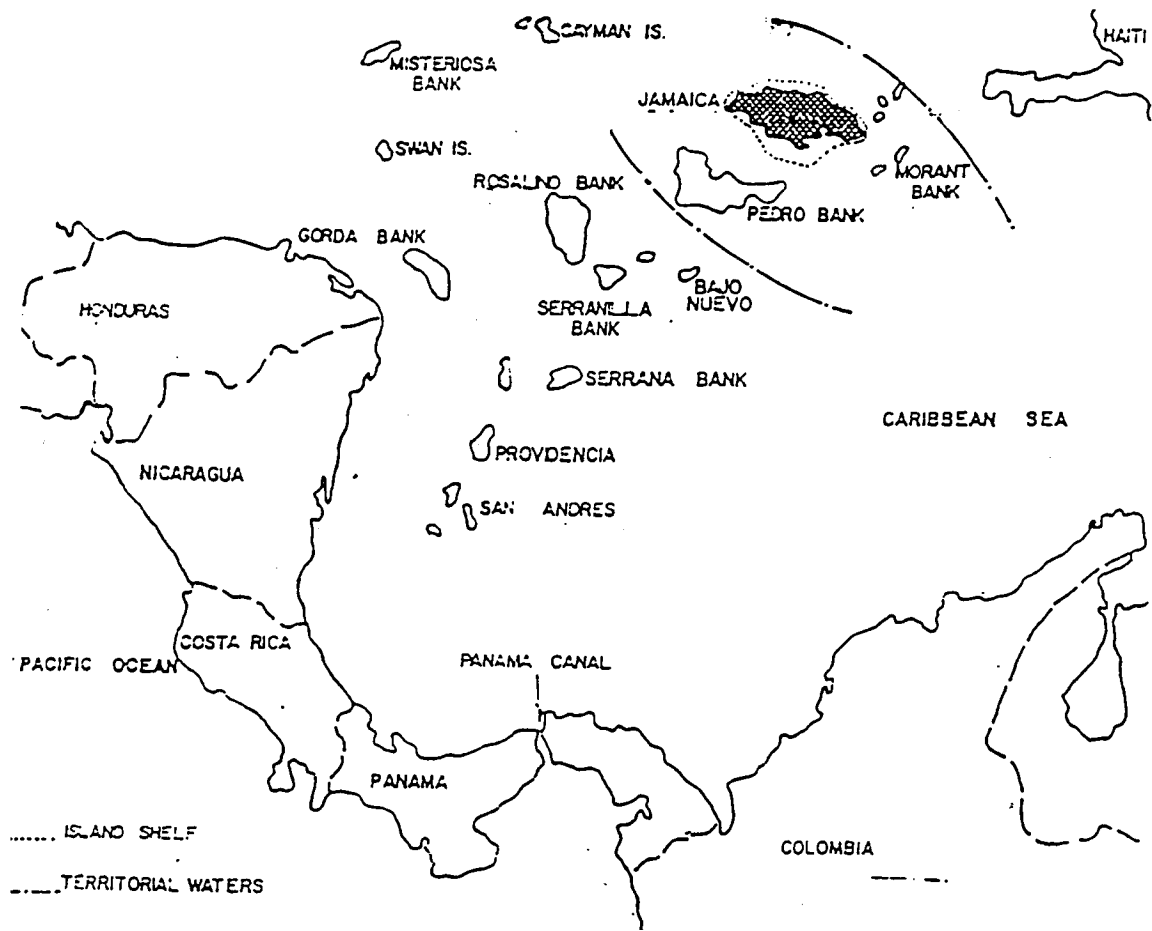 CAYMAN IS.
HAITI
MISTERIOSA
BANK
JAMAICA
SWAN IS.
MORANT
BANK
ROSALINO BANK
PEDRO BANK
GORDA BANK
BAJO
NUEVO
HONDURAS
SERRANILLA
BANK
SERRANA BANK
CARIBBEAN SEA
PROVIDENCIA
NICARAGUA
SAN ANDRES
COSTA RICA
PACIFIC OCEAN
PANAMA CANAL
PANAMA
ISLAND SHELF
COLOMBIA
TERRITORIAL WATERS